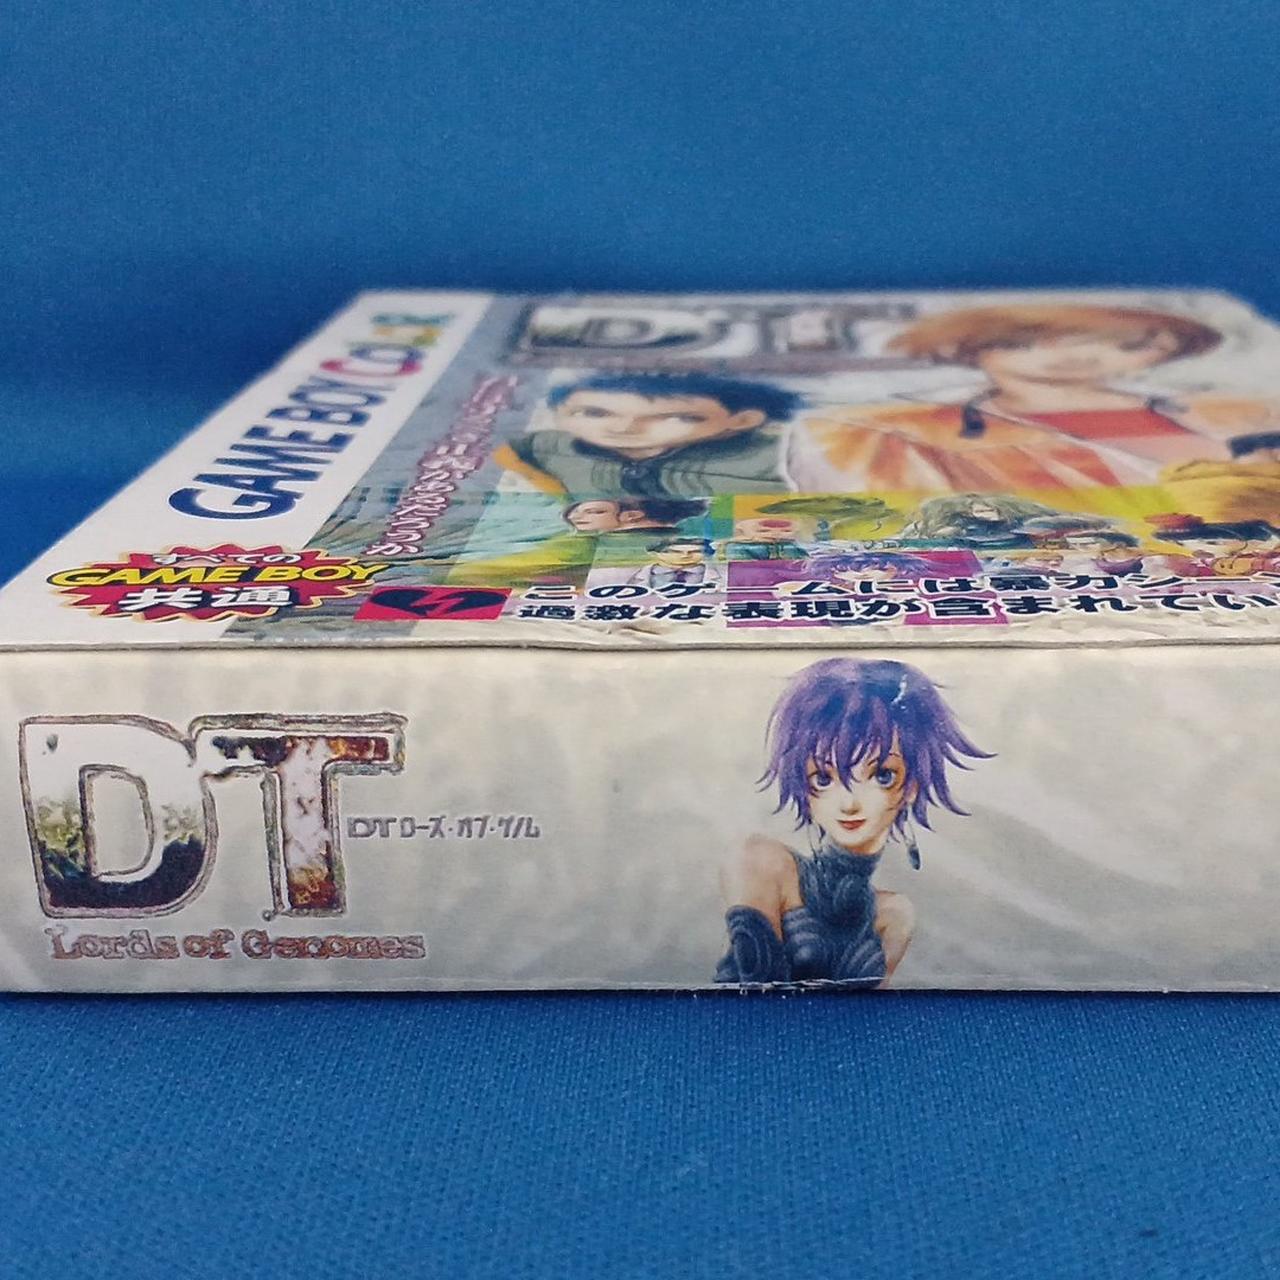 GAME BOY COLOR
DT
すべての
GAME BOY
共通
このゲームには暴力シー
過激な表現が含まれてい
DT
DT ローズ・オブ・ゲノム
Lords of Genomes